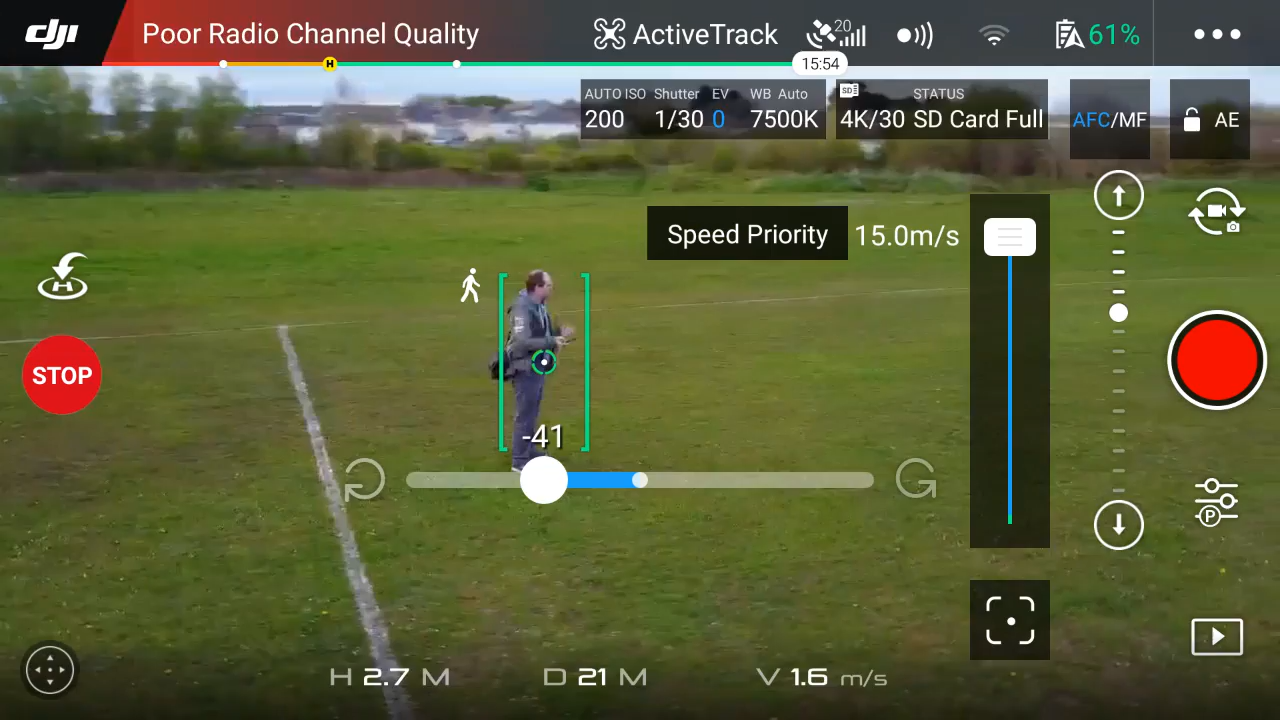 dji Poor Radio Channel Quality ActiveTrack 20 61%
H 15:54
AUTO ISO Shutter EV WB Auto
200 1/30 0 7500K
SD STATUS
4K/30 SD Card Full
AFC/MF
AE
Speed Priority 15.0m/s
H
STOP
-41
P
H 2.7 M D 21 M V 1.6 m/s